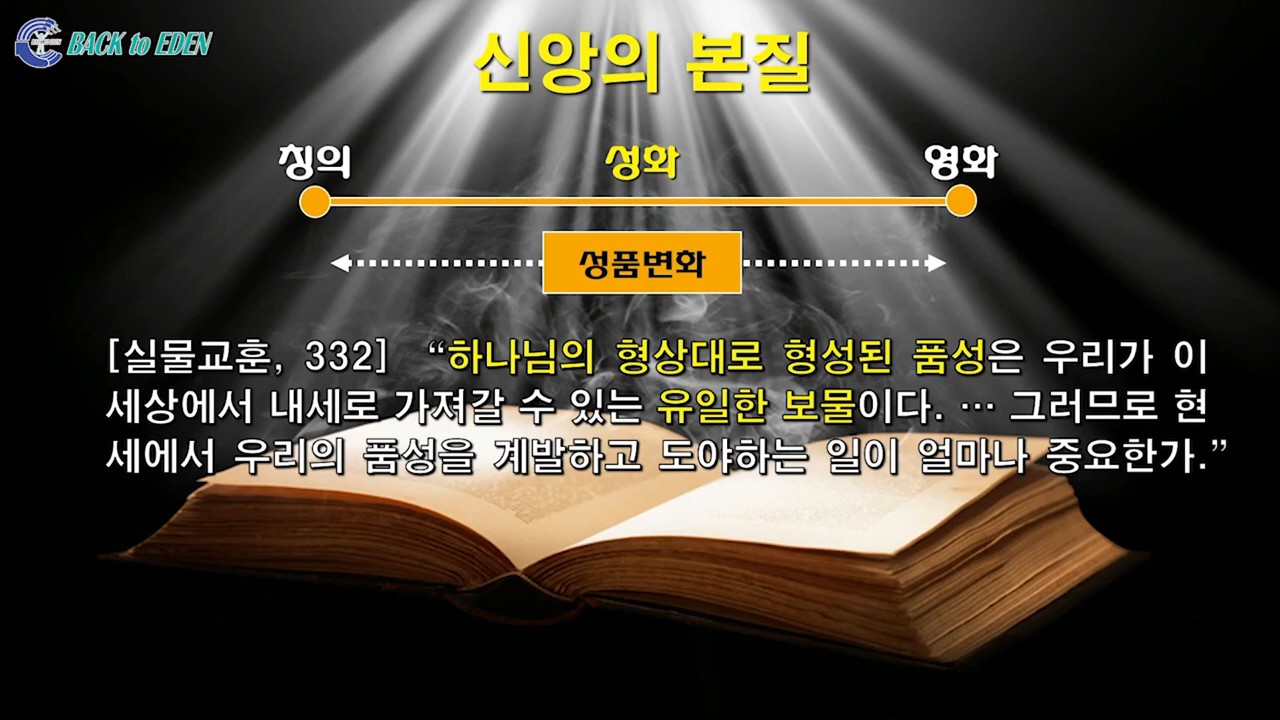 BACK to EDEN
신앙의 본질
칭의 성화 영화
성품변화
[실물교훈, 332] “하나님의 형상대로 형성된 품성은 우리가 이
세상에서 내세로 가져갈 수 있는 유일한 보물이다. … 그러므로 현
세에서 우리의 품성을 계발하고 도야하는 일이 얼마나 중요한가.”